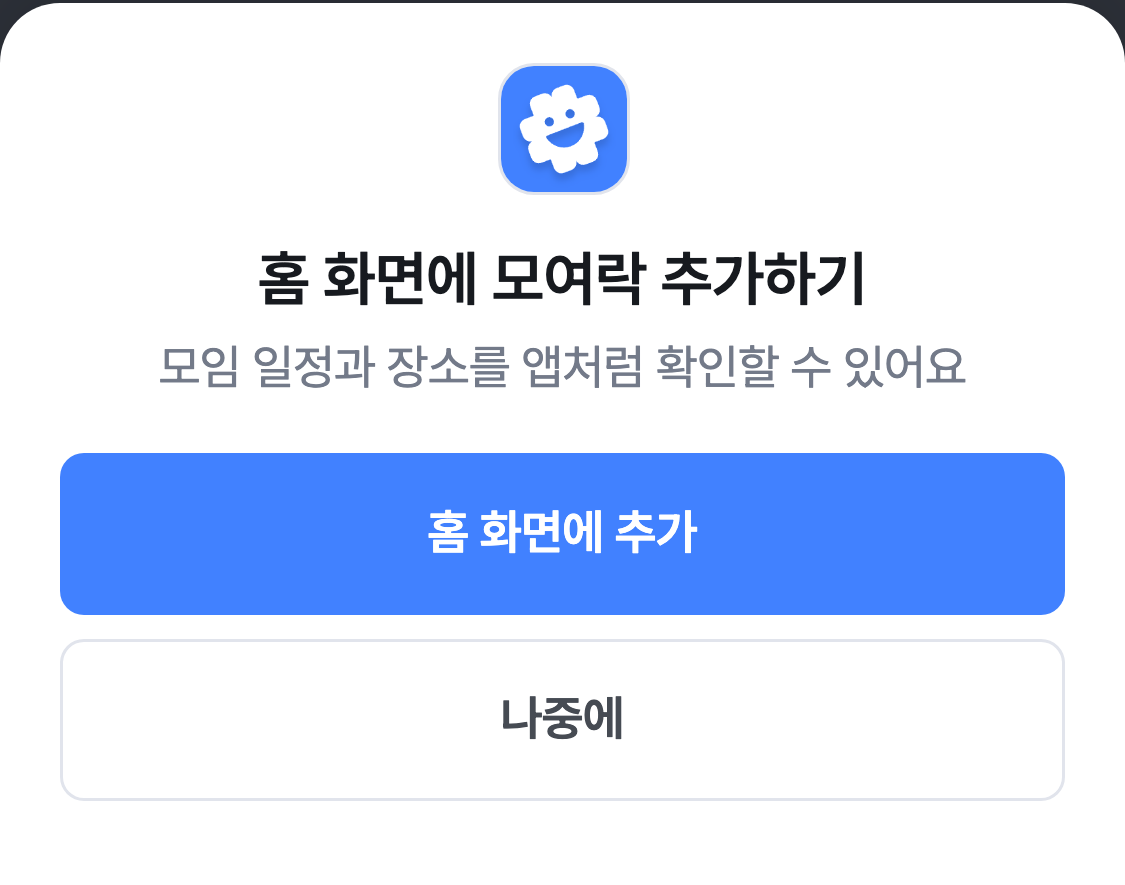 홈 화면에 모여락 추가하기
모임 일정과 장소를 앱처럼 확인할 수 있어요
홈 화면에 추가
나중에